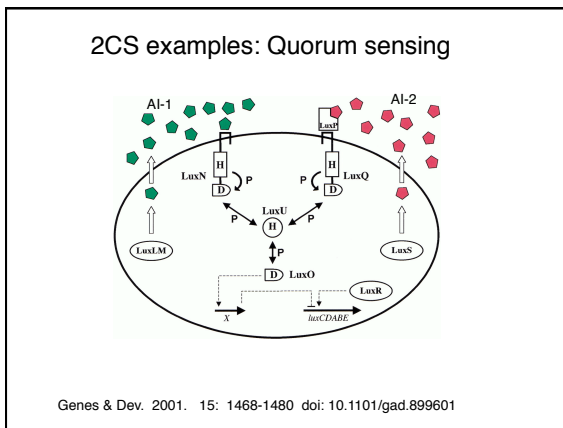 2CS examples: Quorum sensing
AI-1
AI-2
LuxP
H
H
LuxN
P
P
LuxQ
D
D
LuxU
P
P
H
P
LuxLM
LuxS
D
LuxO
LuxR
X
luxCDABE
Genes & Dev. 2001. 15: 1468-1480 doi: 10.1101/gad.899601